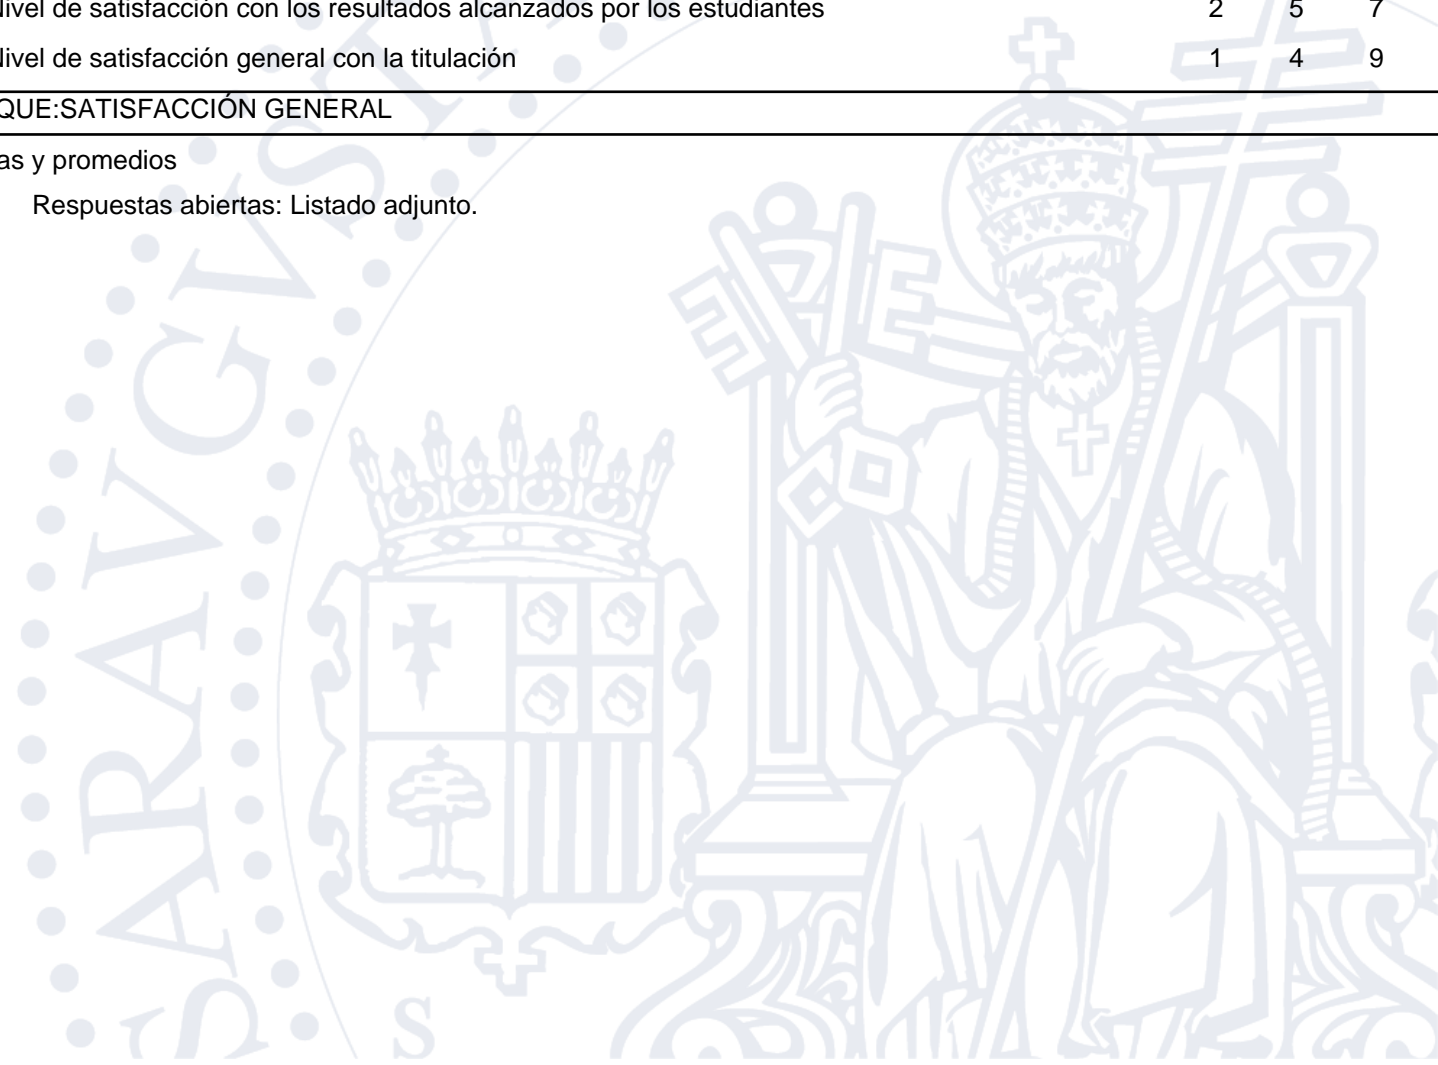 Nivel de satisfacción con los resultados alcanzados por los estudiantes 2 5 7
Nivel de satisfacción general con la titulación 1 4 9
QUE:SATISFACCIÓN GENERAL
as y promedios
Respuestas abiertas: Listado adjunto.
SARAVGVST
S